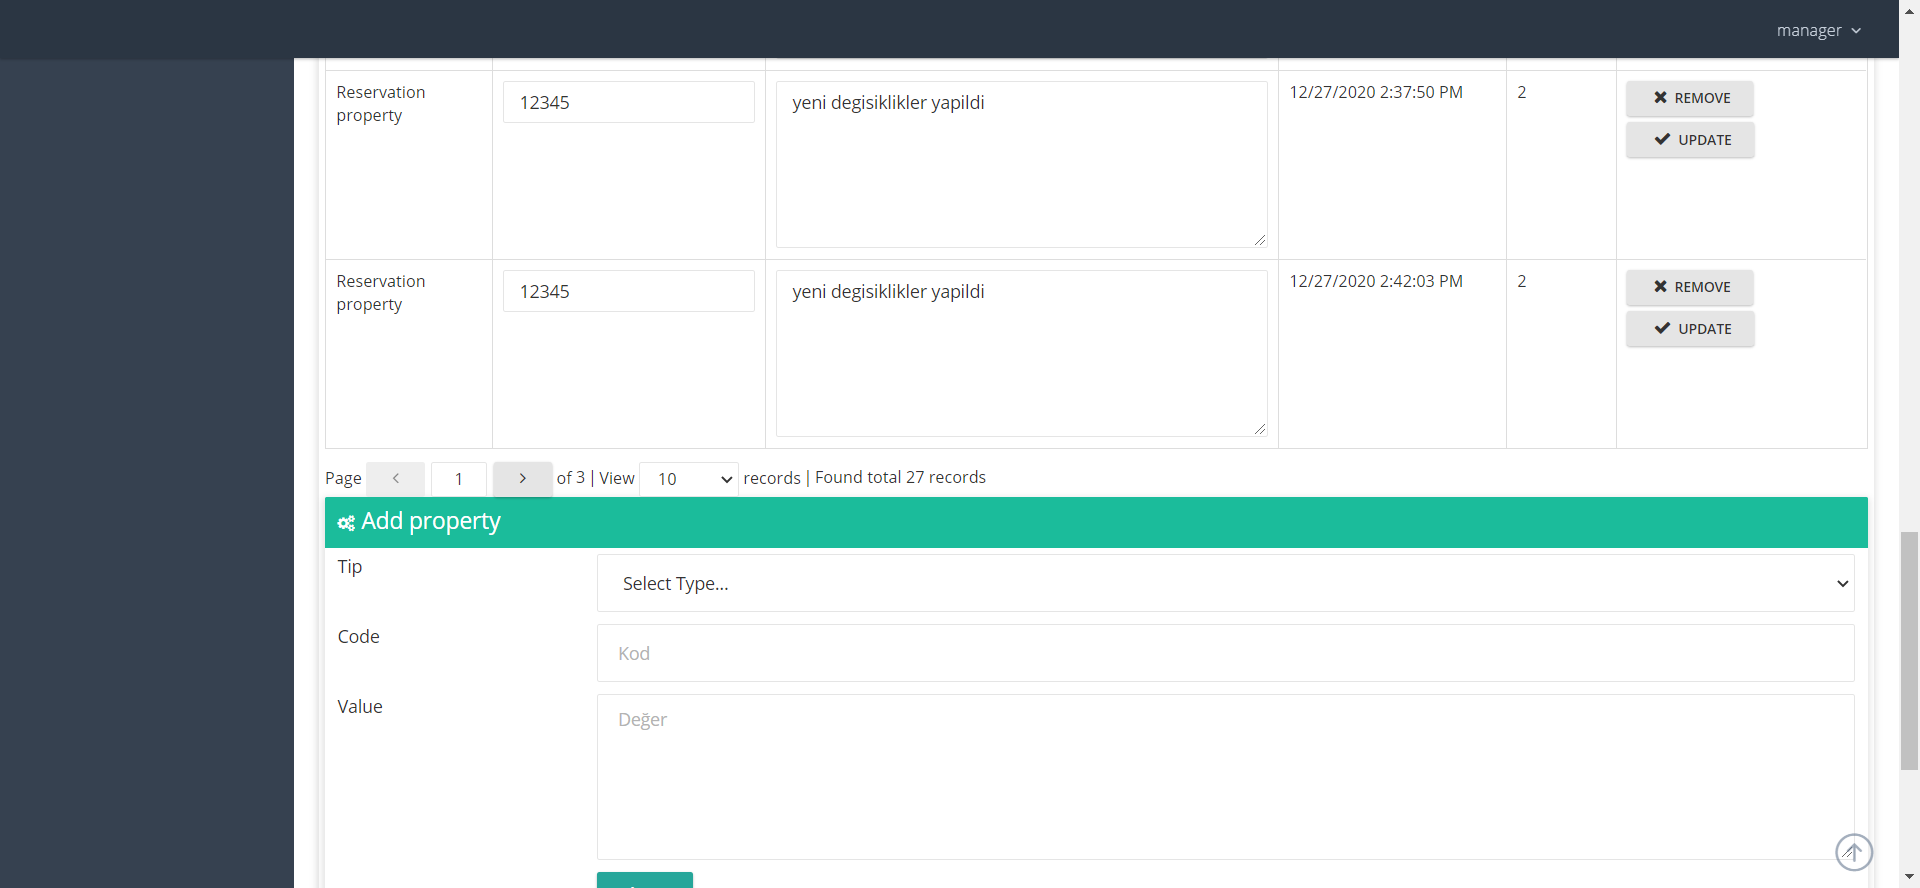 manager
Reservation property
12345
yeni degisiklikler yapildi
12/27/2020 2:37:50 PM
2
REMOVE
UPDATE
Reservation property
12345
yeni degisiklikler yapildi
12/27/2020 2:42:03 PM
2
REMOVE
UPDATE
Page 1 of 3 | View 10 records | Found total 27 records
Add property
Tip
Select Type...
Code
Kod
Value
Değer